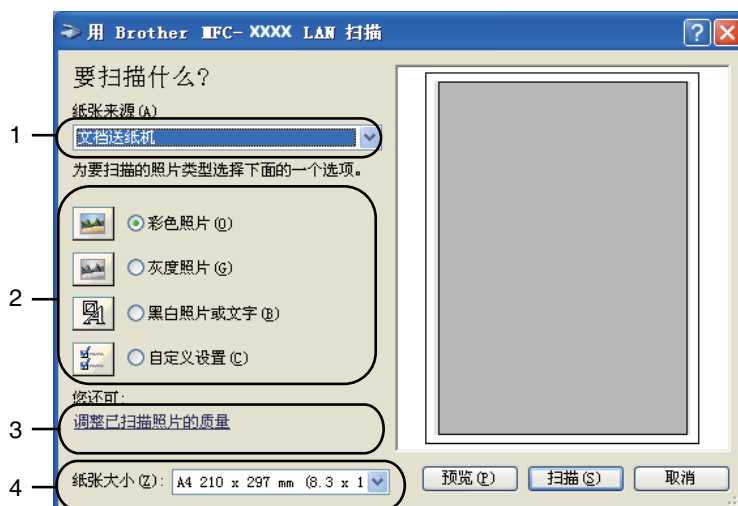 用 Brother MFC- XXXX LAN 扫描
要扫描什么?
纸张来源(A)
1
文档送纸机
为要扫描的照片类型选择下面的一个选项。
彩色照片(O)
灰度照片(G)
2
黑白照片或文字(B)
自定义设置(C)
您还可:
3
调整已扫描照片的质量
4
纸张大小(Z): A4 210 x 297 mm (8.3 x 1
预览(P) 扫描(S) 取消